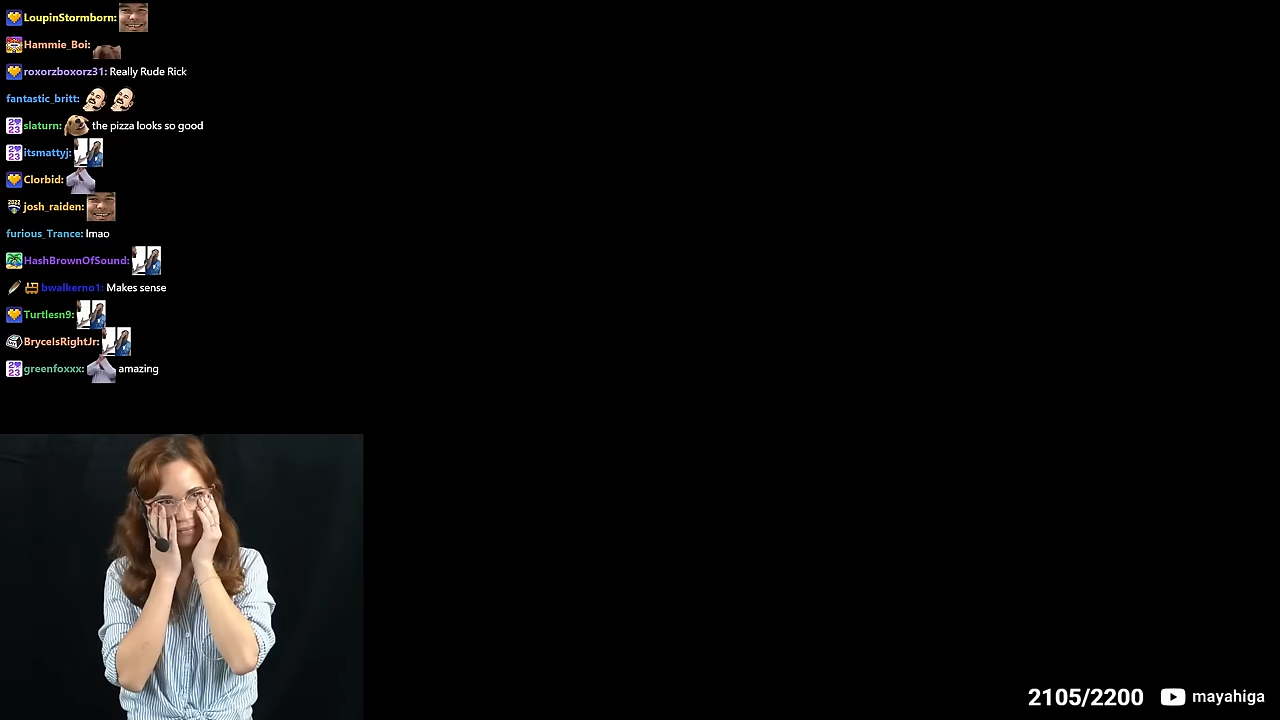 LoupinStormborn:
Hammie_Boi:
roxorzboxorz31: Really Rude Rick
fantastic_britt:
slaturn: the pizza looks so good
itsmattyj:
Clorbid:
josh_raiden:
furious_Trance: lmao
HashBrownOfSound:
bwalkerno1: Makes sense
Turtlesn9:
BryceIsRightJr:
greenfoxxx: amazing
2105/2200 mayahiga